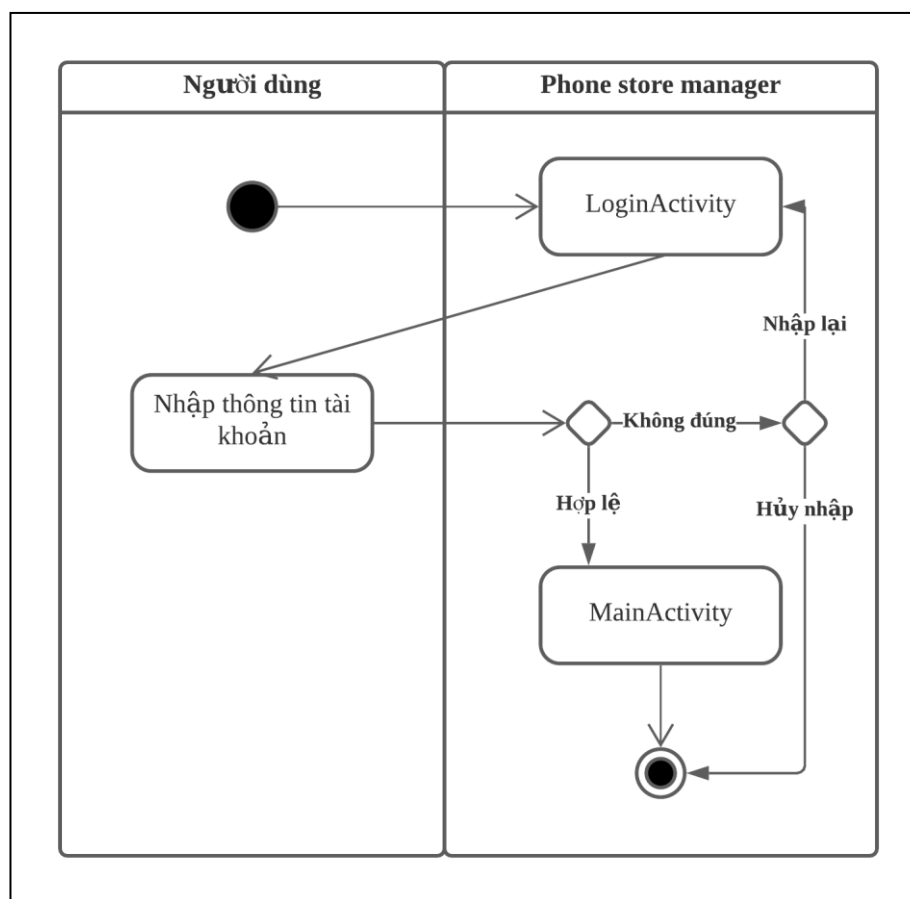 Người dùng
Phone store manager
LoginActivity
Nhập lại
Nhập thông tin tài
khoản
Không đúng
Hợp lệ
Hủy nhập
MainActivity